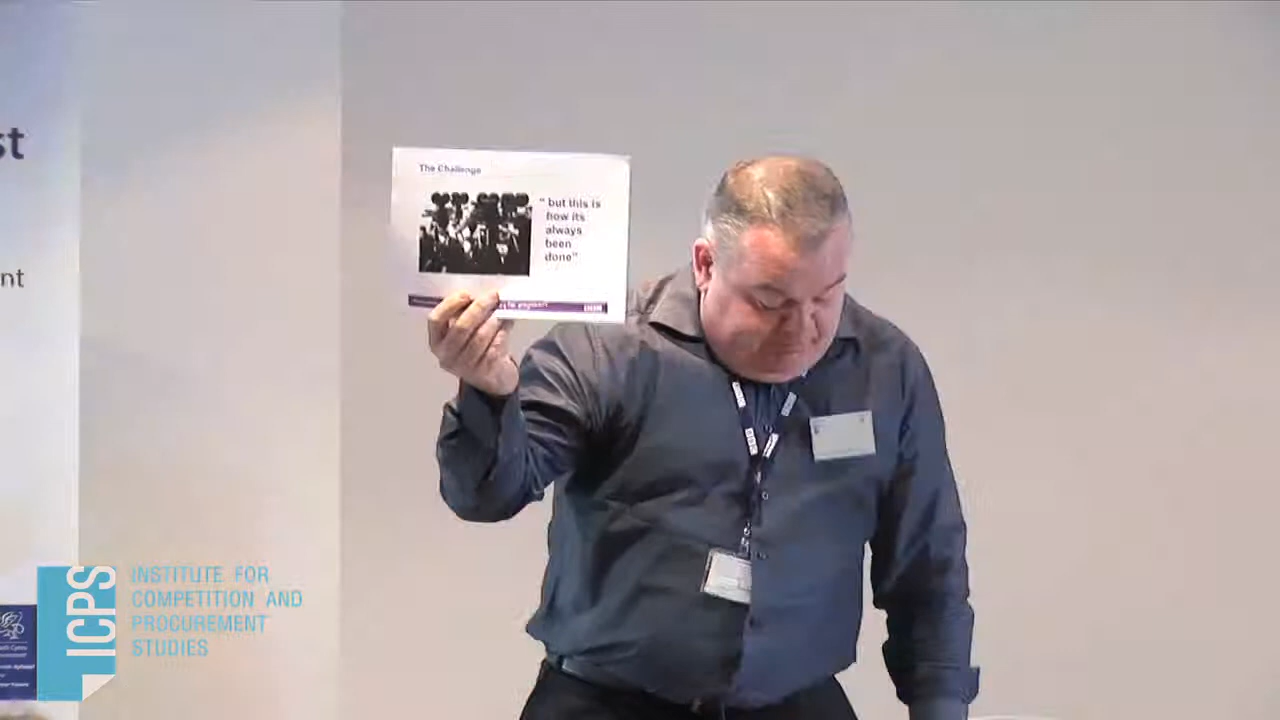 st
nt
The Challenge
“ but this is
how its
always
been
done”
BBC
ICPS
INSTITUTE FOR
COMPETITION AND
PROCUREMENT
STUDIES